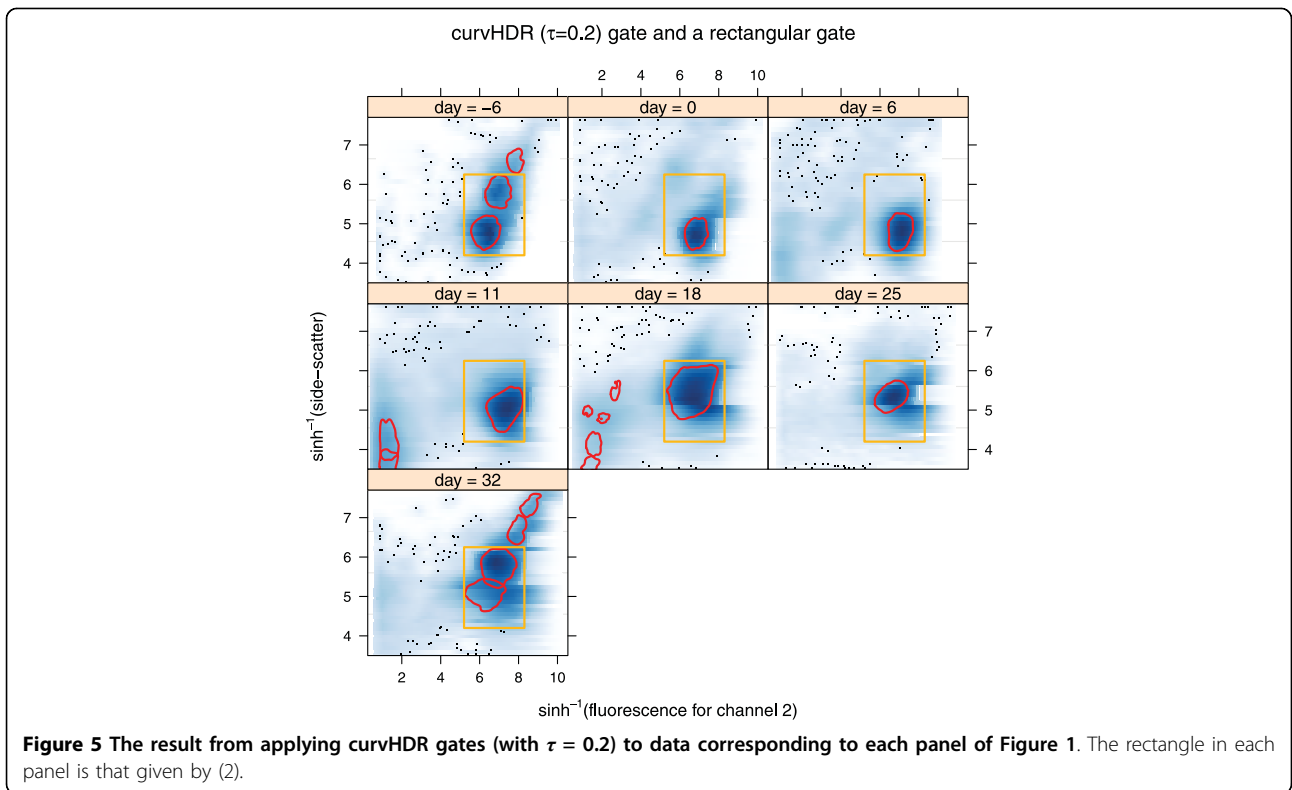 curvHDR (τ=0.2) gate and a rectangular gate
2 4 6 8 10
day = −6 day = 0 day = 6
7
6
5
4
day = 11 day = 18 day = 25
7
6
5
4
day = 32
7
6
5
4
2 4 6 8 10
sinh⁻¹(side−scatter)
sinh⁻¹(fluorescence for channel 2)
Figure 5 The result from applying curvHDR gates (with τ = 0.2) to data corresponding to each panel of Figure 1. The rectangle in each
panel is that given by (2).